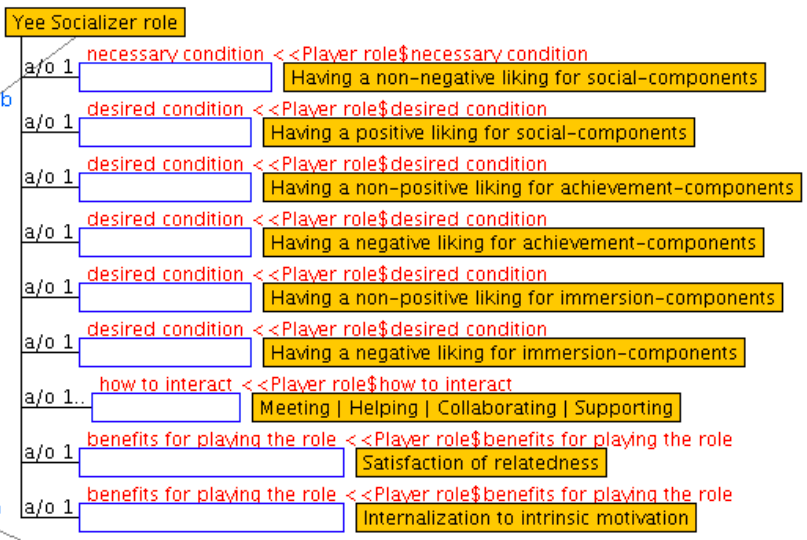 Yee Socializer role
necessary condition <<Player role$necessary condition
a/o 1 Having a non-negative liking for social-components
b
desired condition <<Player role$desired condition
a/o 1 Having a positive liking for social-components
desired condition <<Player role$desired condition
a/o 1 Having a non-positive liking for achievement-components
desired condition <<Player role$desired condition
a/o 1 Having a negative liking for achievement-components
desired condition <<Player role$desired condition
a/o 1 Having a non-positive liking for immersion-components
desired condition <<Player role$desired condition
a/o 1 Having a negative liking for immersion-components
how to interact <<Player role$how to interact
a/o 1.. Meeting | Helping | Collaborating | Supporting
benefits for playing the role <<Player role$benefits for playing the role
a/o 1 Satisfaction of relatedness
benefits for playing the role <<Player role$benefits for playing the role
a/o 1 Internalization to intrinsic motivation